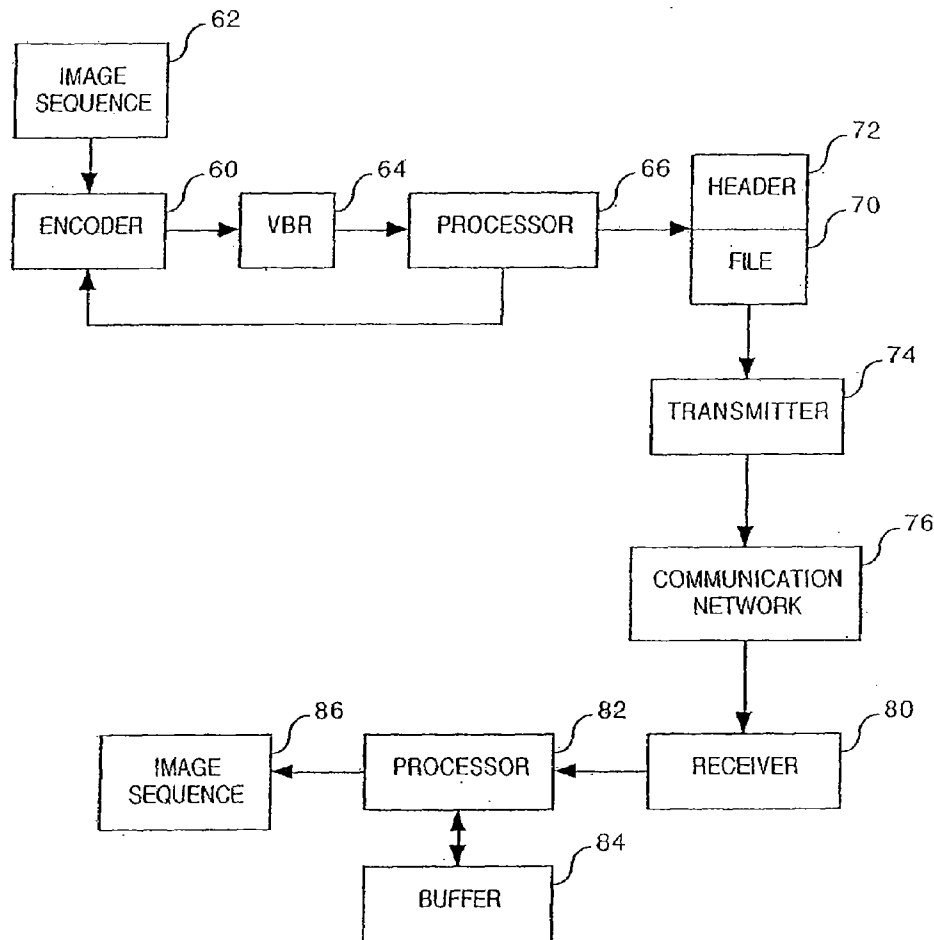 62
IMAGE
SEQUENCE
60
64
66
72
ENCODER
VBR
PROCESSOR
HEADER
70
FILE
74
TRANSMITTER
76
COMMUNICATION
NETWORK
86
82
80
IMAGE
SEQUENCE
PROCESSOR
RECEIVER
84
BUFFER